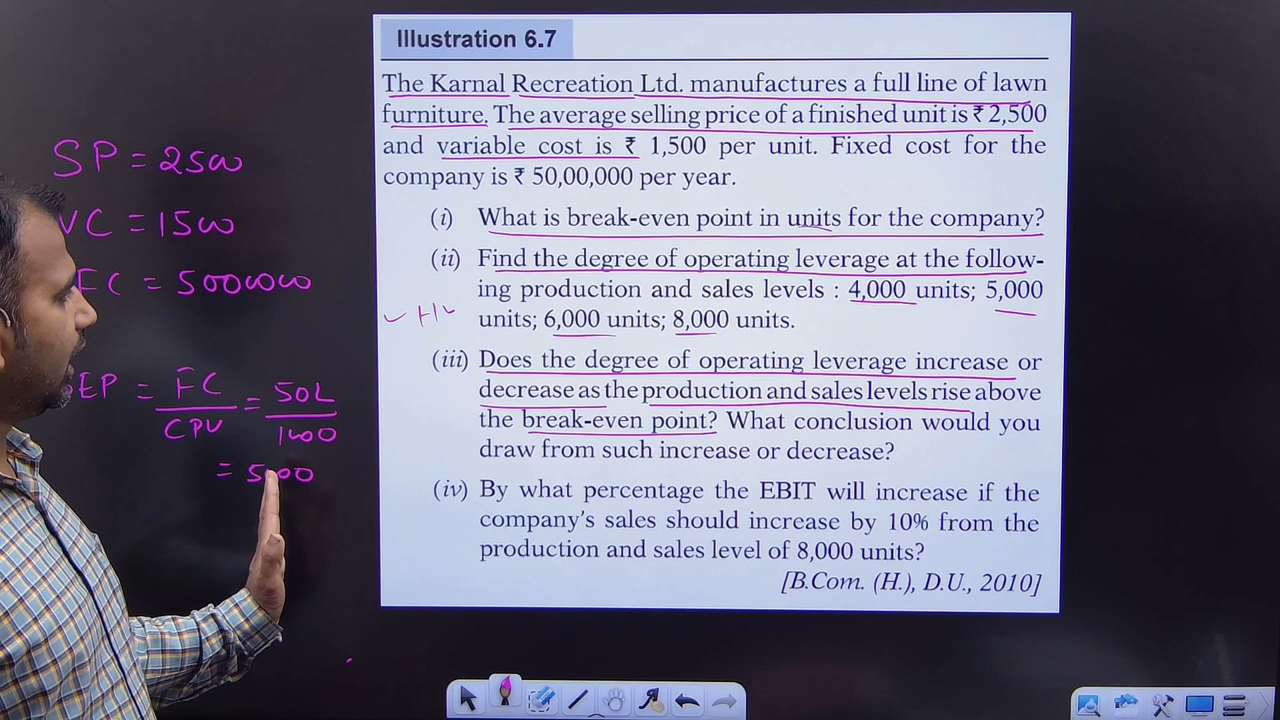 Illustration 6.7
The Karnal Recreation Ltd. manufactures a full line of lawn
furniture. The average selling price of a finished unit is ₹ 2,500
and variable cost is ₹ 1,500 per unit. Fixed cost for the
company is ₹ 50,00,000 per year.
(i) What is break-even point in units for the company?
(ii) Find the degree of operating leverage at the follow-
ing production and sales levels : 4,000 units; 5,000
units; 6,000 units; 8,000 units.
(iii) Does the degree of operating leverage increase or
decrease as the production and sales levels rise above
the break-even point? What conclusion would you
draw from such increase or decrease?
(iv) By what percentage the EBIT will increase if the
company's sales should increase by 10% from the
production and sales level of 8,000 units?
[B.Com. (H.), D.U., 2010]
SP = 2500
VC = 1500
FC = 5000000
EP = FC = 50L
CPU 1000
= 5000